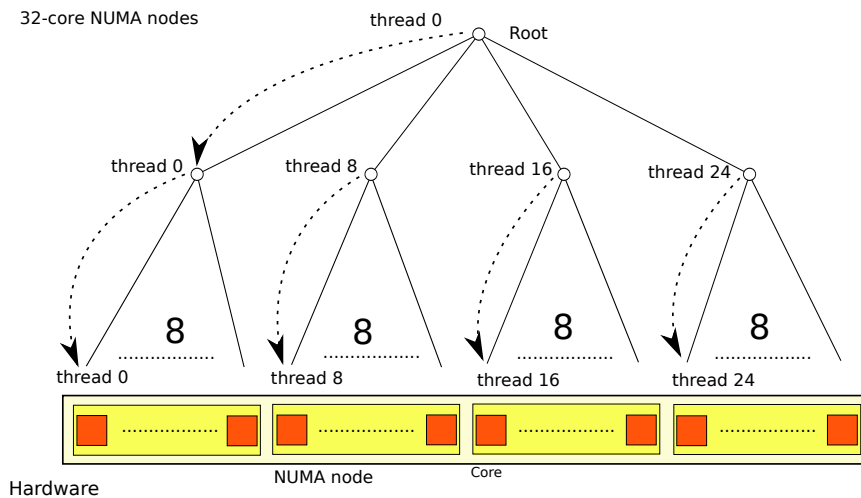 32-core NUMA nodes
thread 0
Root
thread 0
thread 8
thread 16
thread 24
8
8
8
8
thread 0
thread 8
thread 16
thread 24
NUMA node
Core
Hardware